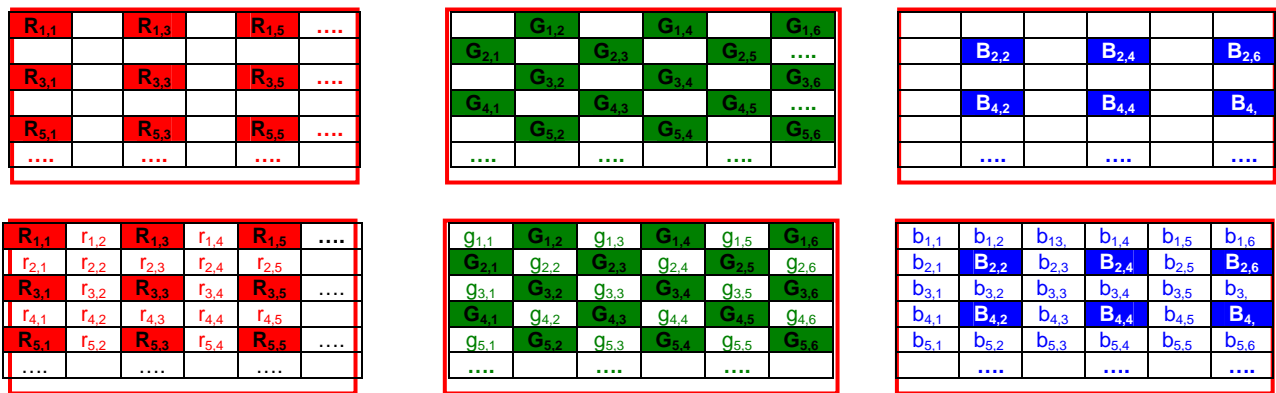 R1,1 R1,3 R1,5 ….
R3,1 R3,3 R3,5 ….
R5,1 R5,3 R5,5 ….
…. …. ….
G1,2 G1,4 G1,6
G2,1 G2,3 G2,5 ….
G3,2 G3,4 G3,6
G4,1 G4,3 G4,5 ….
G5,2 G5,4 G5,6
…. …. ….
B2,2 B2,4 B2,6
B4,2 B4,4 B4,
…. …. ….
R1,1 r1,2 R1,3 r1,4 R1,5 ….
r2,1 r2,2 r2,3 r2,4 r2,5
R3,1 r3,2 R3,3 r3,4 R3,5 ….
r4,1 r4,2 r4,3 r4,4 r4,5
R5,1 r5,2 R5,3 r5,4 R5,5 ….
…. …. ….
g1,1 G1,2 g1,3 G1,4 g1,5 G1,6
G2,1 g2,2 G2,3 g2,4 G2,5 g2,6
g3,1 G3,2 g3,3 G3,4 g3,5 G3,6
G4,1 g4,2 G4,3 g4,4 G4,5 g4,6
g5,1 G5,2 g5,3 G5,4 g5,5 G5,6
…. …. ….
b1,1 b1,2 b13, b1,4 b1,5 b1,6
b2,1 B2,2 b2,3 B2,4 b2,5 B2,6
b3,1 b3,2 b3,3 b3,4 b3,5 b3,
b4,1 B4,2 b4,3 B4,4 b4,5 B4,
b5,1 b5,2 b5,3 b5,4 b5,5 b5,6
…. …. ….